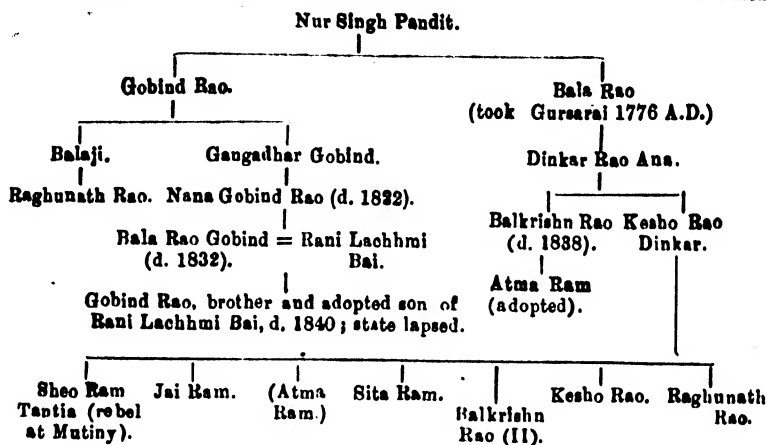 Nur Singh Pandit.
Gobind Rao.
Bala Rao
(took Gursarai 1776 A.D.)
Balaji.
Gangadhar Gobind.
Dinkar Rao Ana.
Raghunath Rao.
Nana Gobind Rao (d. 1822).
Balkrishn Rao
(d. 1838).
Kesho Rao
Dinkar.
Bala Rao Gobind = Rani Lachhmi
(d. 1832). Bai.
Atma Ram
(adopted).
Gobind Rao, brother and adopted son of
Rani Lachhmi Bai, d. 1840; state lapsed.
Sheo Ram
Tantia (rebel
at Mutiny).
Jai Ram.
(Atma
Ram.)
Sita Ram.
Balkrishn
Rao (II).
Kesho Rao.
Raghunath
Rao.